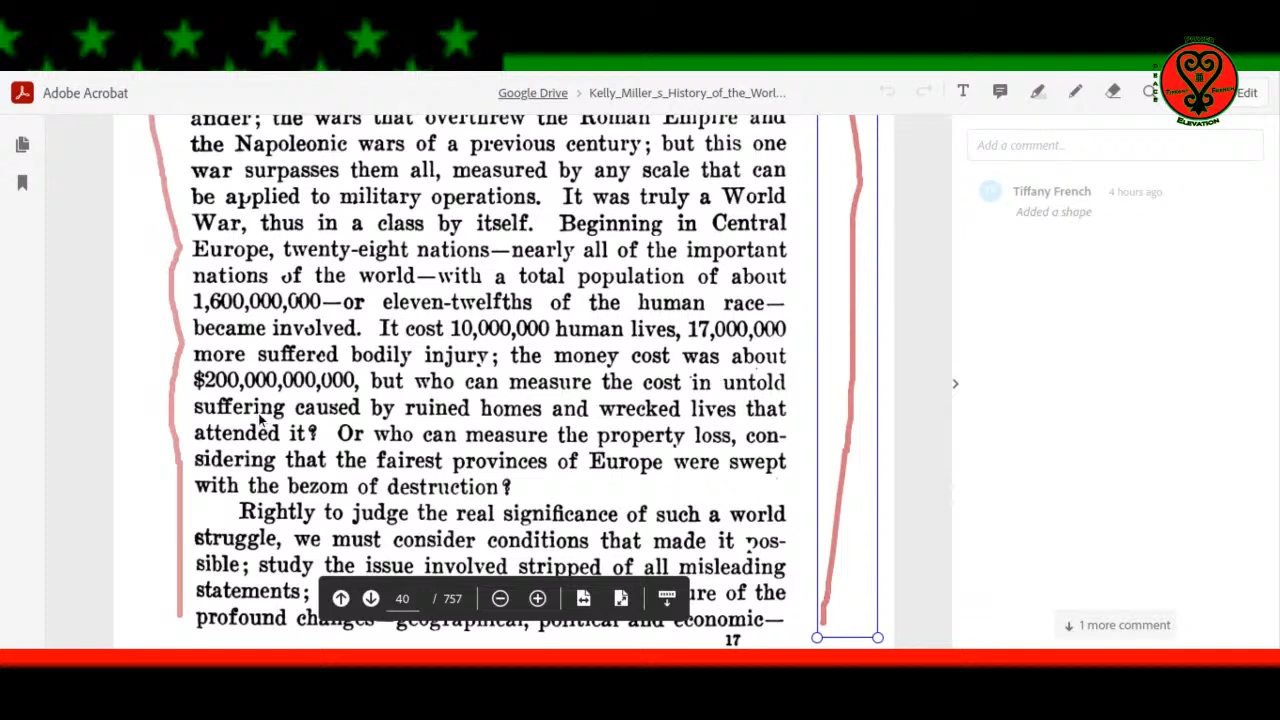 POWER
PEACE
TIFFANY FRENCH
ELEVATION
Adobe Acrobat
Google Drive > Kelly_Miller_s_History_of_the_Worl...
T
Edit
ander; the wars that overthrew the Roman Empire and
the Napoleonic wars of a previous century; but this one
war surpasses them all, measured by any scale that can
be applied to military operations. It was truly a World
War, thus in a class by itself. Beginning in Central
Europe, twenty-eight nations—nearly all of the important
nations of the world—with a total population of about
1,600,000,000—or eleven-twelfths of the human race—
became involved. It cost 10,000,000 human lives, 17,000,000
more suffered bodily injury; the money cost was about
$200,000,000,000, but who can measure the cost in untold
suffering caused by ruined homes and wrecked lives that
attended it? Or who can measure the property loss, con-
sidering that the fairest provinces of Europe were swept
with the bezom of destruction?
Rightly to judge the real significance of such a world
struggle, we must consider conditions that made it pos-
sible; study the issue involved stripped of all misleading
statements; ure of the
profound changes—geographical, political and economic—
17
40 / 757
Add a comment...
Tiffany French 4 hours ago
Added a shape
1 more comment